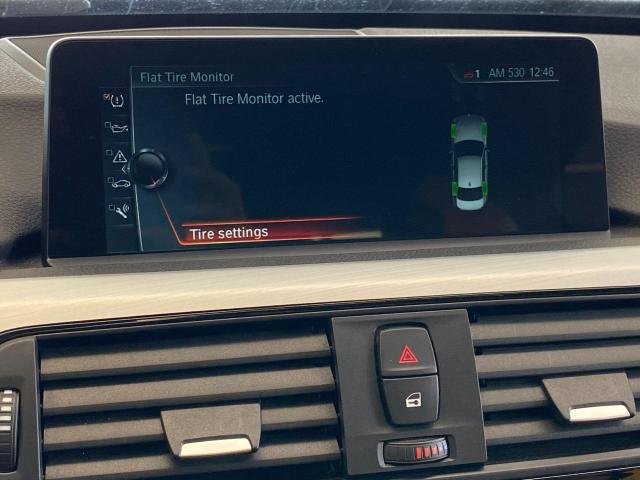 Flat Tire Monitor
1 AM 530 12:46
Flat Tire Monitor active.
Tire settings